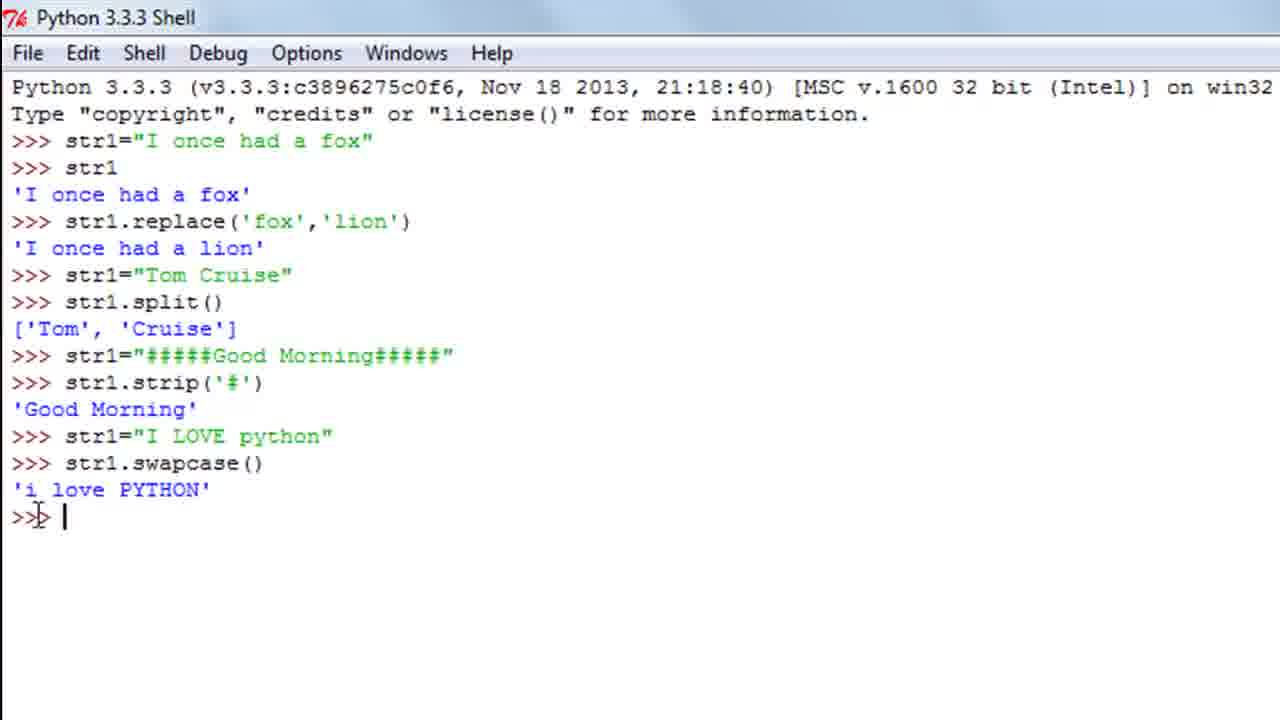 Python 3.3.3 Shell
File Edit Shell Debug Options Windows Help
Python 3.3.3 (v3.3.3:c3896275c0f6, Nov 18 2013, 21:18:40) [MSC v.1600 32 bit (Intel)] on win32
Type "copyright", "credits" or "license()" for more information.
>>> str1="I once had a fox"
>>> str1
'I once had a fox'
>>> str1.replace('fox','lion')
'I once had a lion'
>>> str1="Tom Cruise"
>>> str1.split()
['Tom', 'Cruise']
>>> str1="#####Good Morning#####"
>>> str1.strip('#')
'Good Morning'
>>> str1="I LOVE python"
>>> str1.swapcase()
'i love PYTHON'
>>>